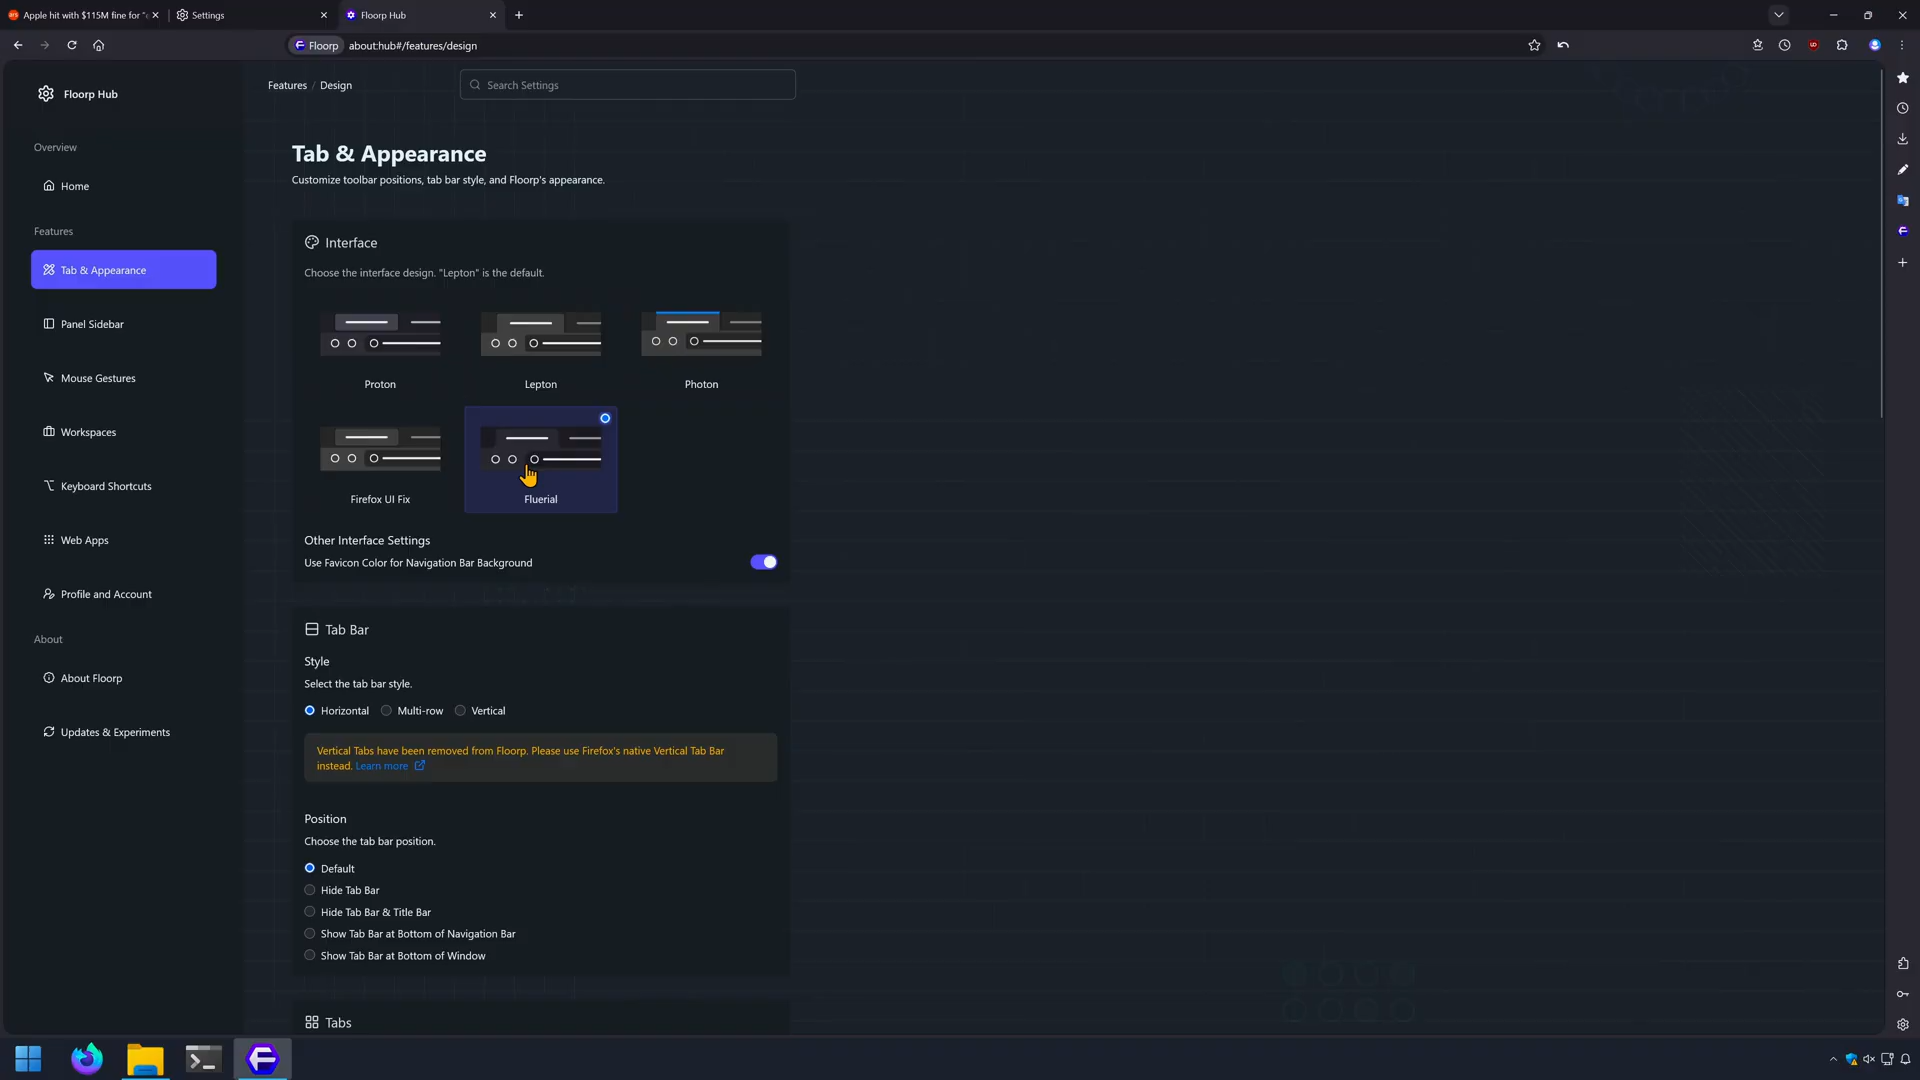 Apple hit with $115M fine for "e
Settings
Floorp Hub
Floorp
about:hub#/features/design
Floorp Hub
Features / Design
Search Settings
Overview
Home
Features
Tab & Appearance
Panel Sidebar
Mouse Gestures
Workspaces
Keyboard Shortcuts
Web Apps
Profile and Account
About
About Floorp
Updates & Experiments
Tab & Appearance
Customize toolbar positions, tab bar style, and Floorp's appearance.
Interface
Choose the interface design. "Lepton" is the default.
Proton
Lepton
Photon
Firefox UI Fix
Fluerial
Other Interface Settings
Use Favicon Color for Navigation Bar Background
Tab Bar
Style
Select the tab bar style.
Horizontal
Multi-row
Vertical
Vertical Tabs have been removed from Floorp. Please use Firefox's native Vertical Tab Bar
instead. Learn more
Position
Choose the tab bar position.
Default
Hide Tab Bar
Hide Tab Bar & Title Bar
Show Tab Bar at Bottom of Navigation Bar
Show Tab Bar at Bottom of Window
Tabs